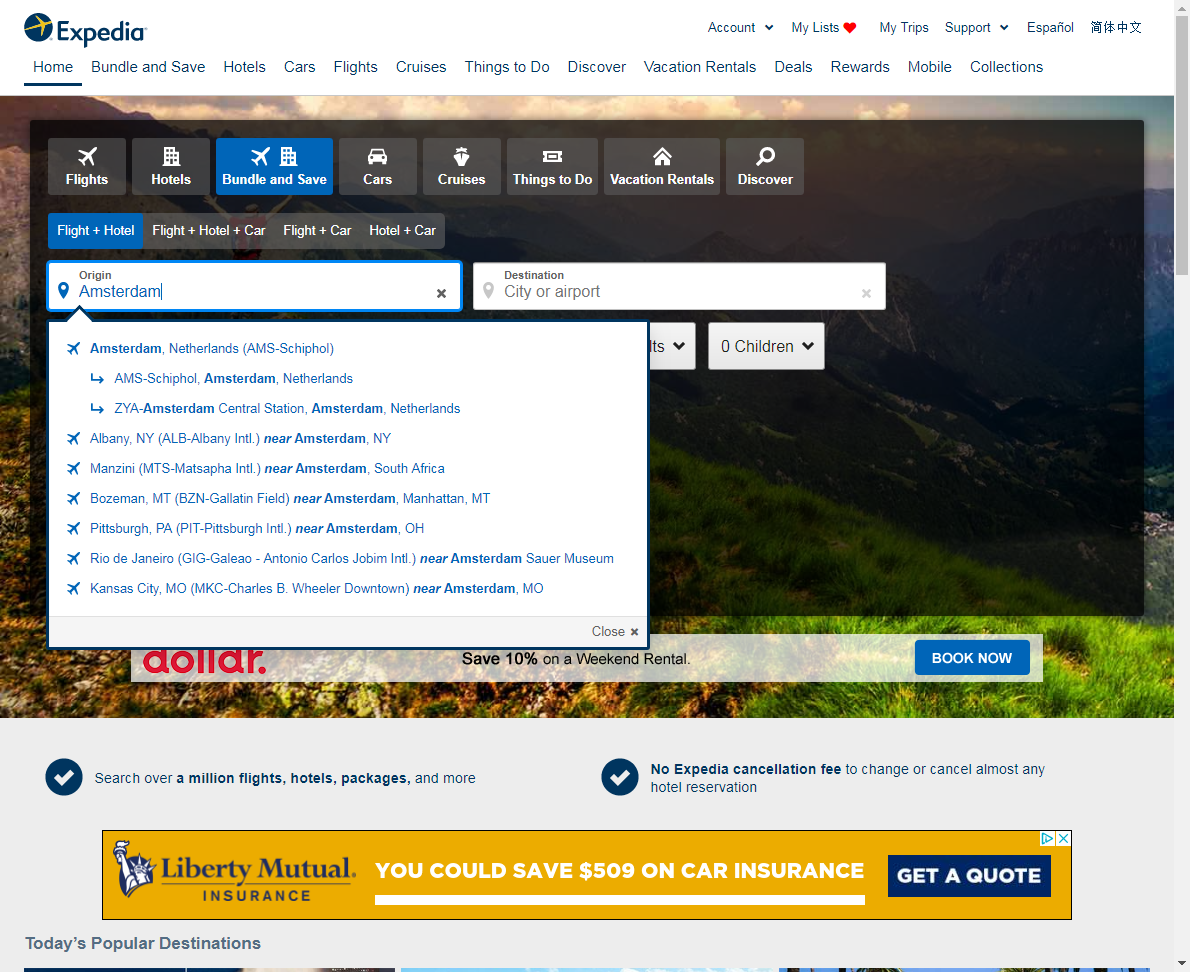 Expedia
Account
My Lists
My Trips
Support
Español
简体中文
Home
Bundle and Save
Hotels
Cars
Flights
Cruises
Things to Do
Discover
Vacation Rentals
Deals
Rewards
Mobile
Collections
Flights
Hotels
Bundle and Save
Cars
Cruises
Things to Do
Vacation Rentals
Discover
Flight + Hotel
Flight + Hotel + Car
Flight + Car
Hotel + Car
Origin
Amsterdam
Destination
City or airport
0 Children
Amsterdam, Netherlands (AMS-Schiphol)
AMS-Schiphol, Amsterdam, Netherlands
ZYA-Amsterdam Central Station, Amsterdam, Netherlands
Albany, NY (ALB-Albany Intl.) near Amsterdam, NY
Manzini (MTS-Matsapha Intl.) near Amsterdam, South Africa
Bozeman, MT (BZN-Gallatin Field) near Amsterdam, Manhattan, MT
Pittsburgh, PA (PIT-Pittsburgh Intl.) near Amsterdam, OH
Rio de Janeiro (GIG-Galeao - Antonio Carlos Jobim Intl.) near Amsterdam Sauer Museum
Kansas City, MO (MKC-Charles B. Wheeler Downtown) near Amsterdam, MO
Close
dollar.
Save 10% on a Weekend Rental.
BOOK NOW
Search over a million flights, hotels, packages, and more
No Expedia cancellation fee to change or cancel almost any
hotel reservation
Liberty Mutual.
INSURANCE
YOU COULD SAVE $509 ON CAR INSURANCE
GET A QUOTE
Today's Popular Destinations